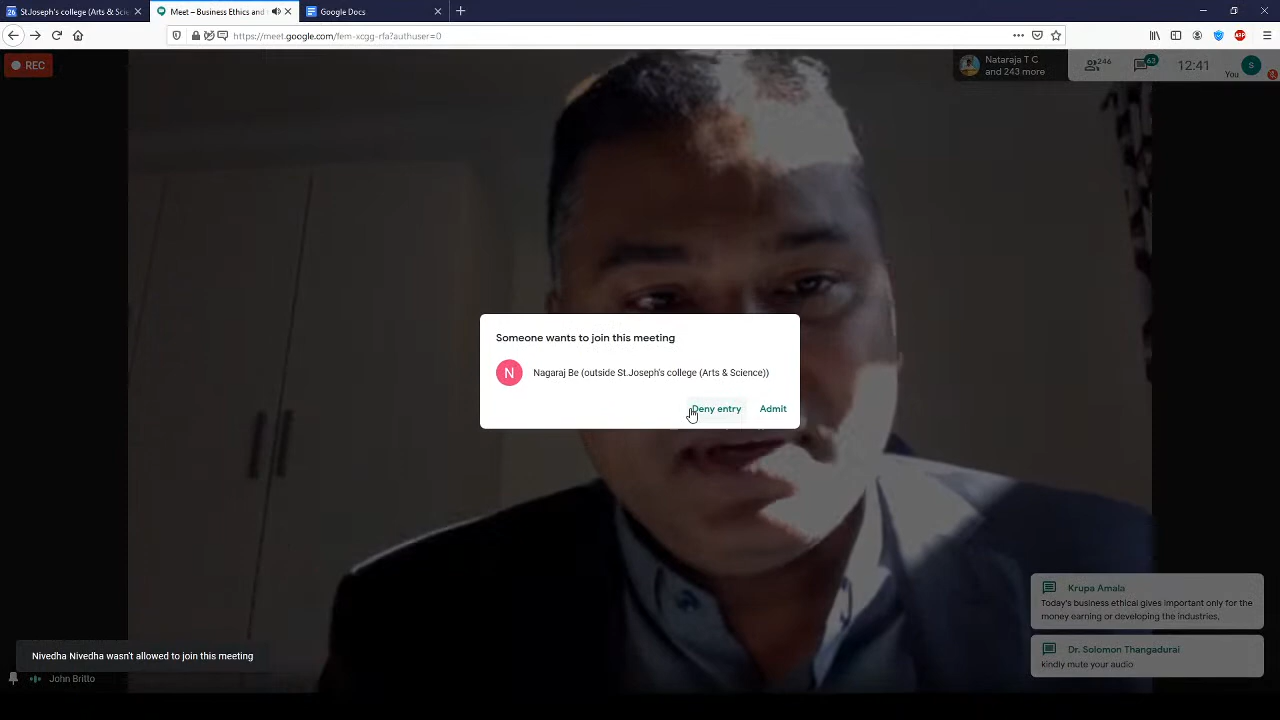 St.Joseph's college (Arts & Scie
Meet – Business Ethics and
Google Docs
https://meet.google.com/fem-xcgg-rfa?authuser=0
REC
Nataraja T C
and 243 more
246
63
12:41
You
S
Someone wants to join this meeting
N
Nagaraj Be (outside St.Joseph's college (Arts & Science))
Deny entry
Admit
Krupa Amala
Today's business ethical gives important only for the
money earning or developing the industries,
Dr. Solomon Thangadurai
kindly mute your audio
Nivedha Nivedha wasn't allowed to join this meeting
John Britto